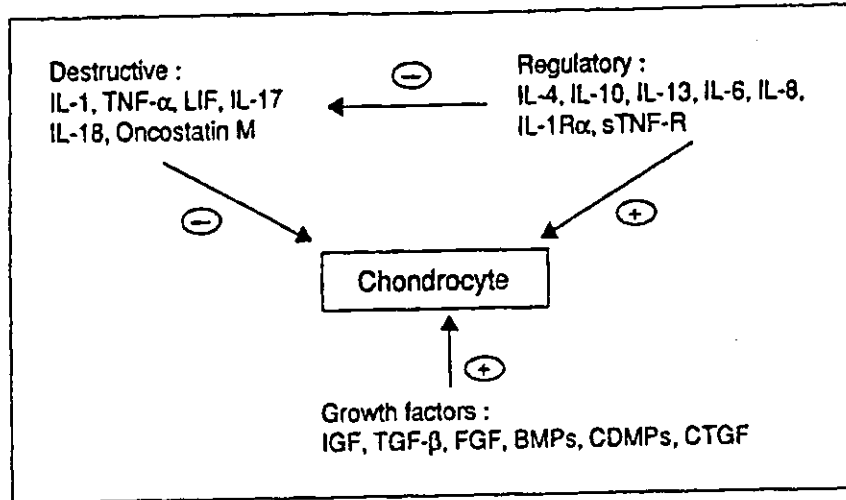 Destructive :
IL-1, TNF-α, LIF, IL-17
IL-18, Oncostatin M
−
Regulatory :
IL-4, IL-10, IL-13, IL-6, IL-8,
IL-1Rα, sTNF-R
−
+
Chondrocyte
+
Growth factors :
IGF, TGF-β, FGF, BMPs, CDMPs, CTGF